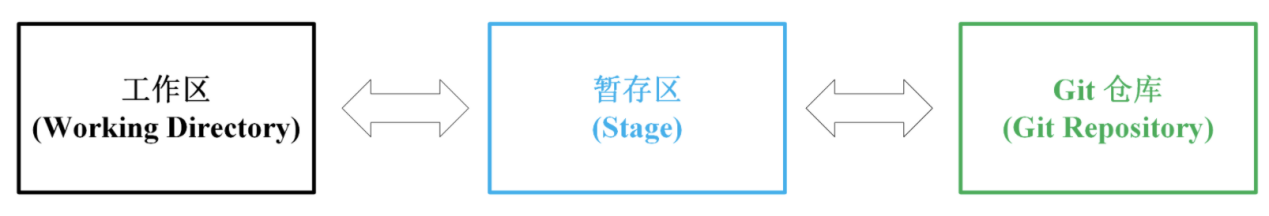 工作区
(Working Directory)
暂存区
(Stage)
Git 仓库
(Git Repository)